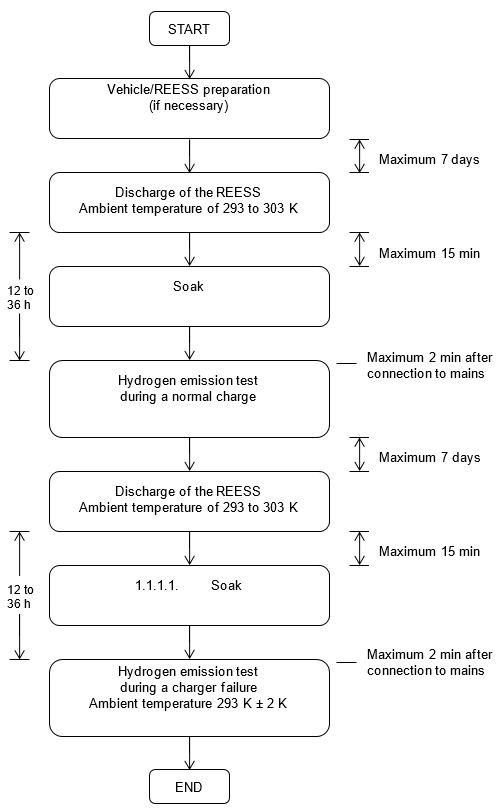 START
Vehicle/REESS preparation
(if necessary)
Maximum 7 days
Discharge of the REESS
Ambient temperature of 293 to 303 K
Maximum 15 min
12 to
36 h
Soak
Maximum 2 min after
connection to mains
Hydrogen emission test
during a normal charge
Maximum 7 days
Discharge of the REESS
Ambient temperature of 293 to 303 K
Maximum 15 min
12 to
36 h
1.1.1.1. Soak
Maximum 2 min after
connection to mains
Hydrogen emission test
during a charger failure
Ambient temperature 293 K ± 2 K
END